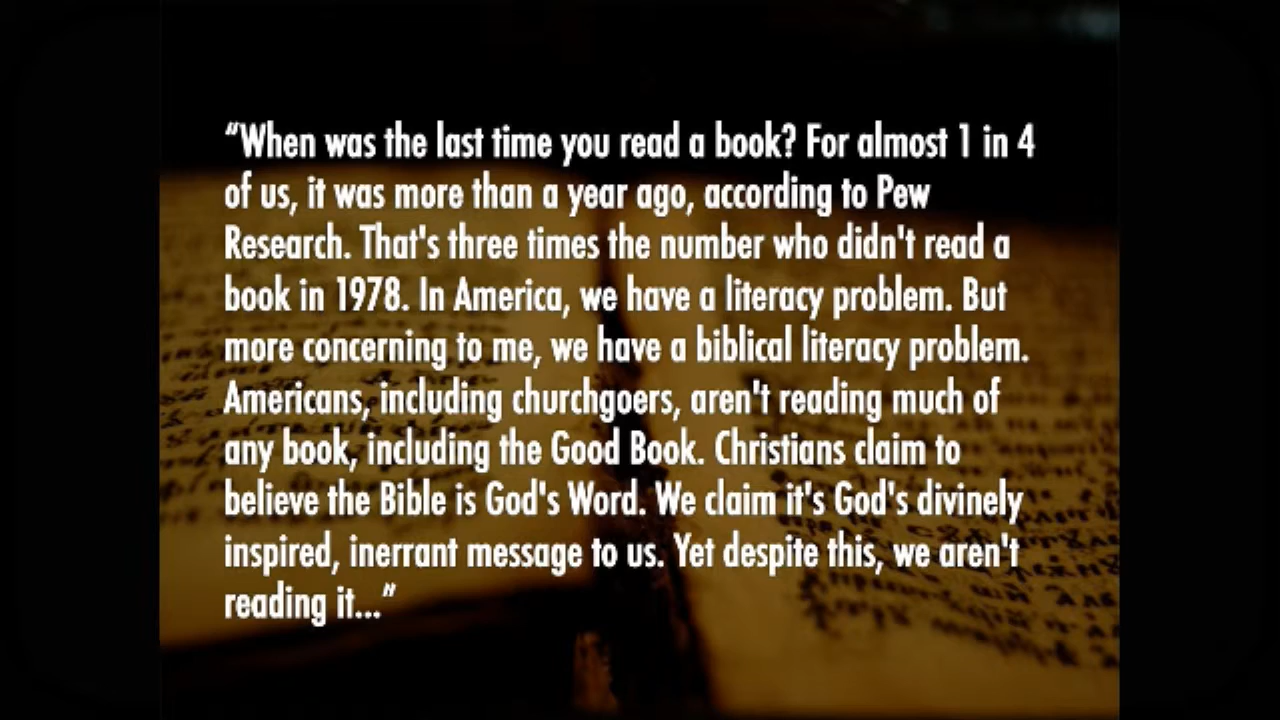 “When was the last time you read a book? For almost 1 in 4
of us, it was more than a year ago, according to Pew
Research. That's three times the number who didn't read a
book in 1978. In America, we have a literacy problem. But
more concerning to me, we have a biblical literacy problem.
Americans, including churchgoers, aren't reading much of
any book, including the Good Book. Christians claim to
believe the Bible is God's Word. We claim it's God's divinely
inspired, inerrant message to us. Yet despite this, we aren't
reading it...”